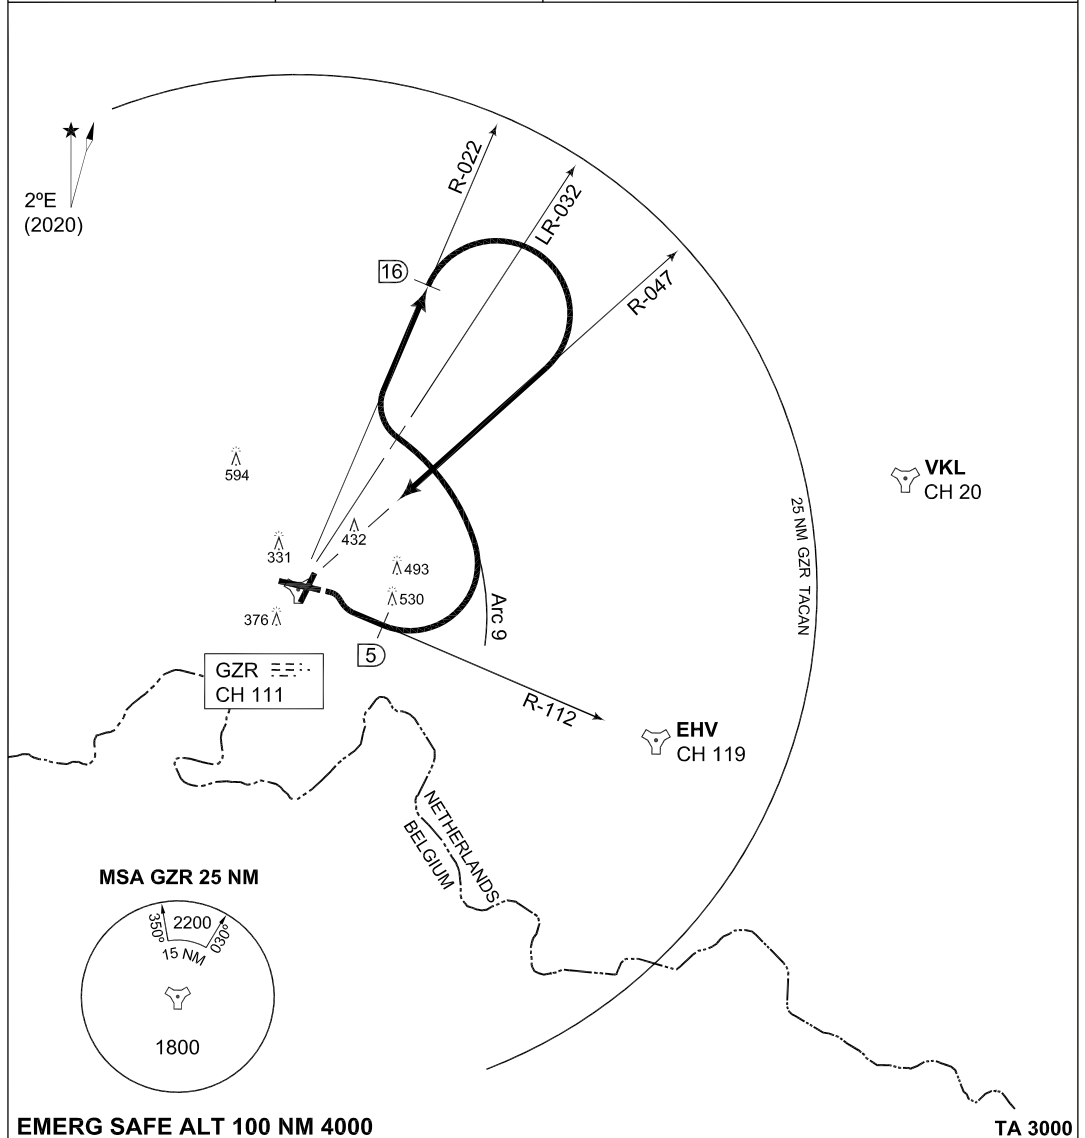 R-022
LR-032
2ºE
(2020)
16
R-047
594
VKL
CH 20
25 NM GZR TACAN
432
331
493
530
Arc 9
376
5
GZR
CH 111
R-112
EHV
CH 119
NETHERLANDS
BELGIUM
MSA GZR 25 NM
350º
2200
030º
15 NM
1800
EMERG SAFE ALT 100 NM 4000
TA 3000